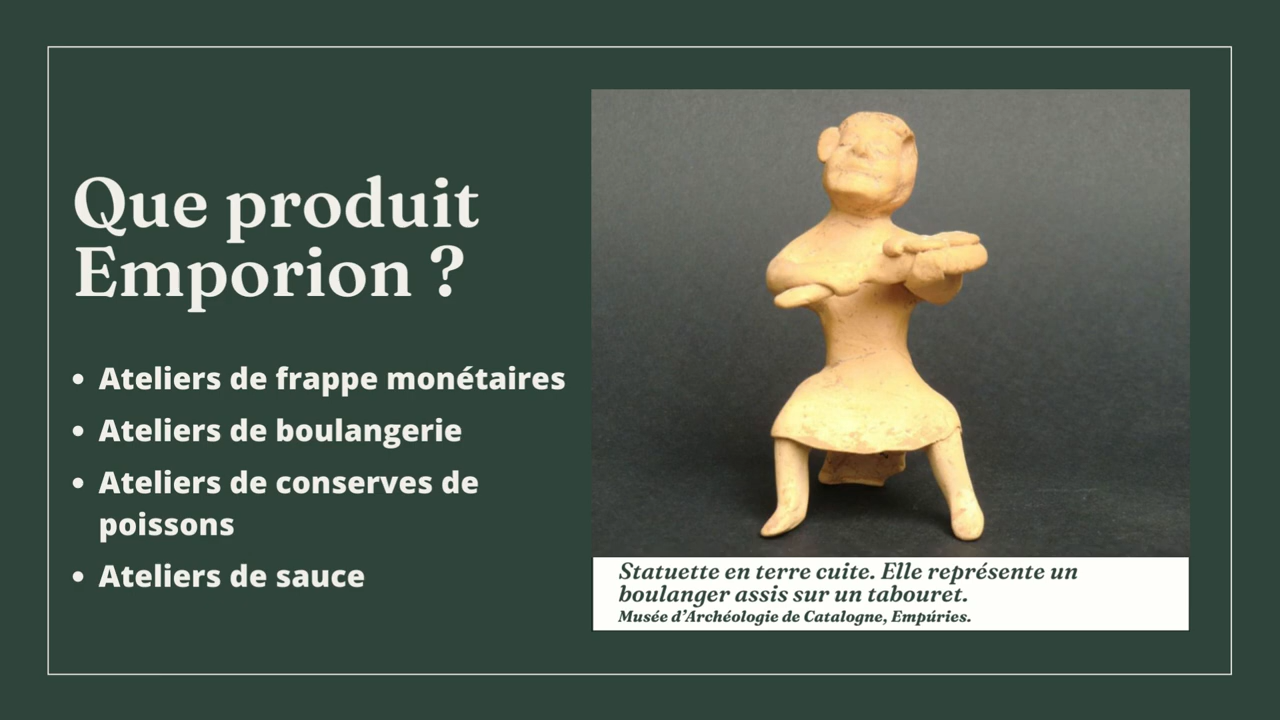 Que produit
Emporion ?
• Ateliers de frappe monétaires
• Ateliers de boulangerie
• Ateliers de conserves de
poissons
• Ateliers de sauce
Statuette en terre cuite. Elle représente un
boulanger assis sur un tabouret.
Musée d'Archéologie de Catalogne, Empúries.